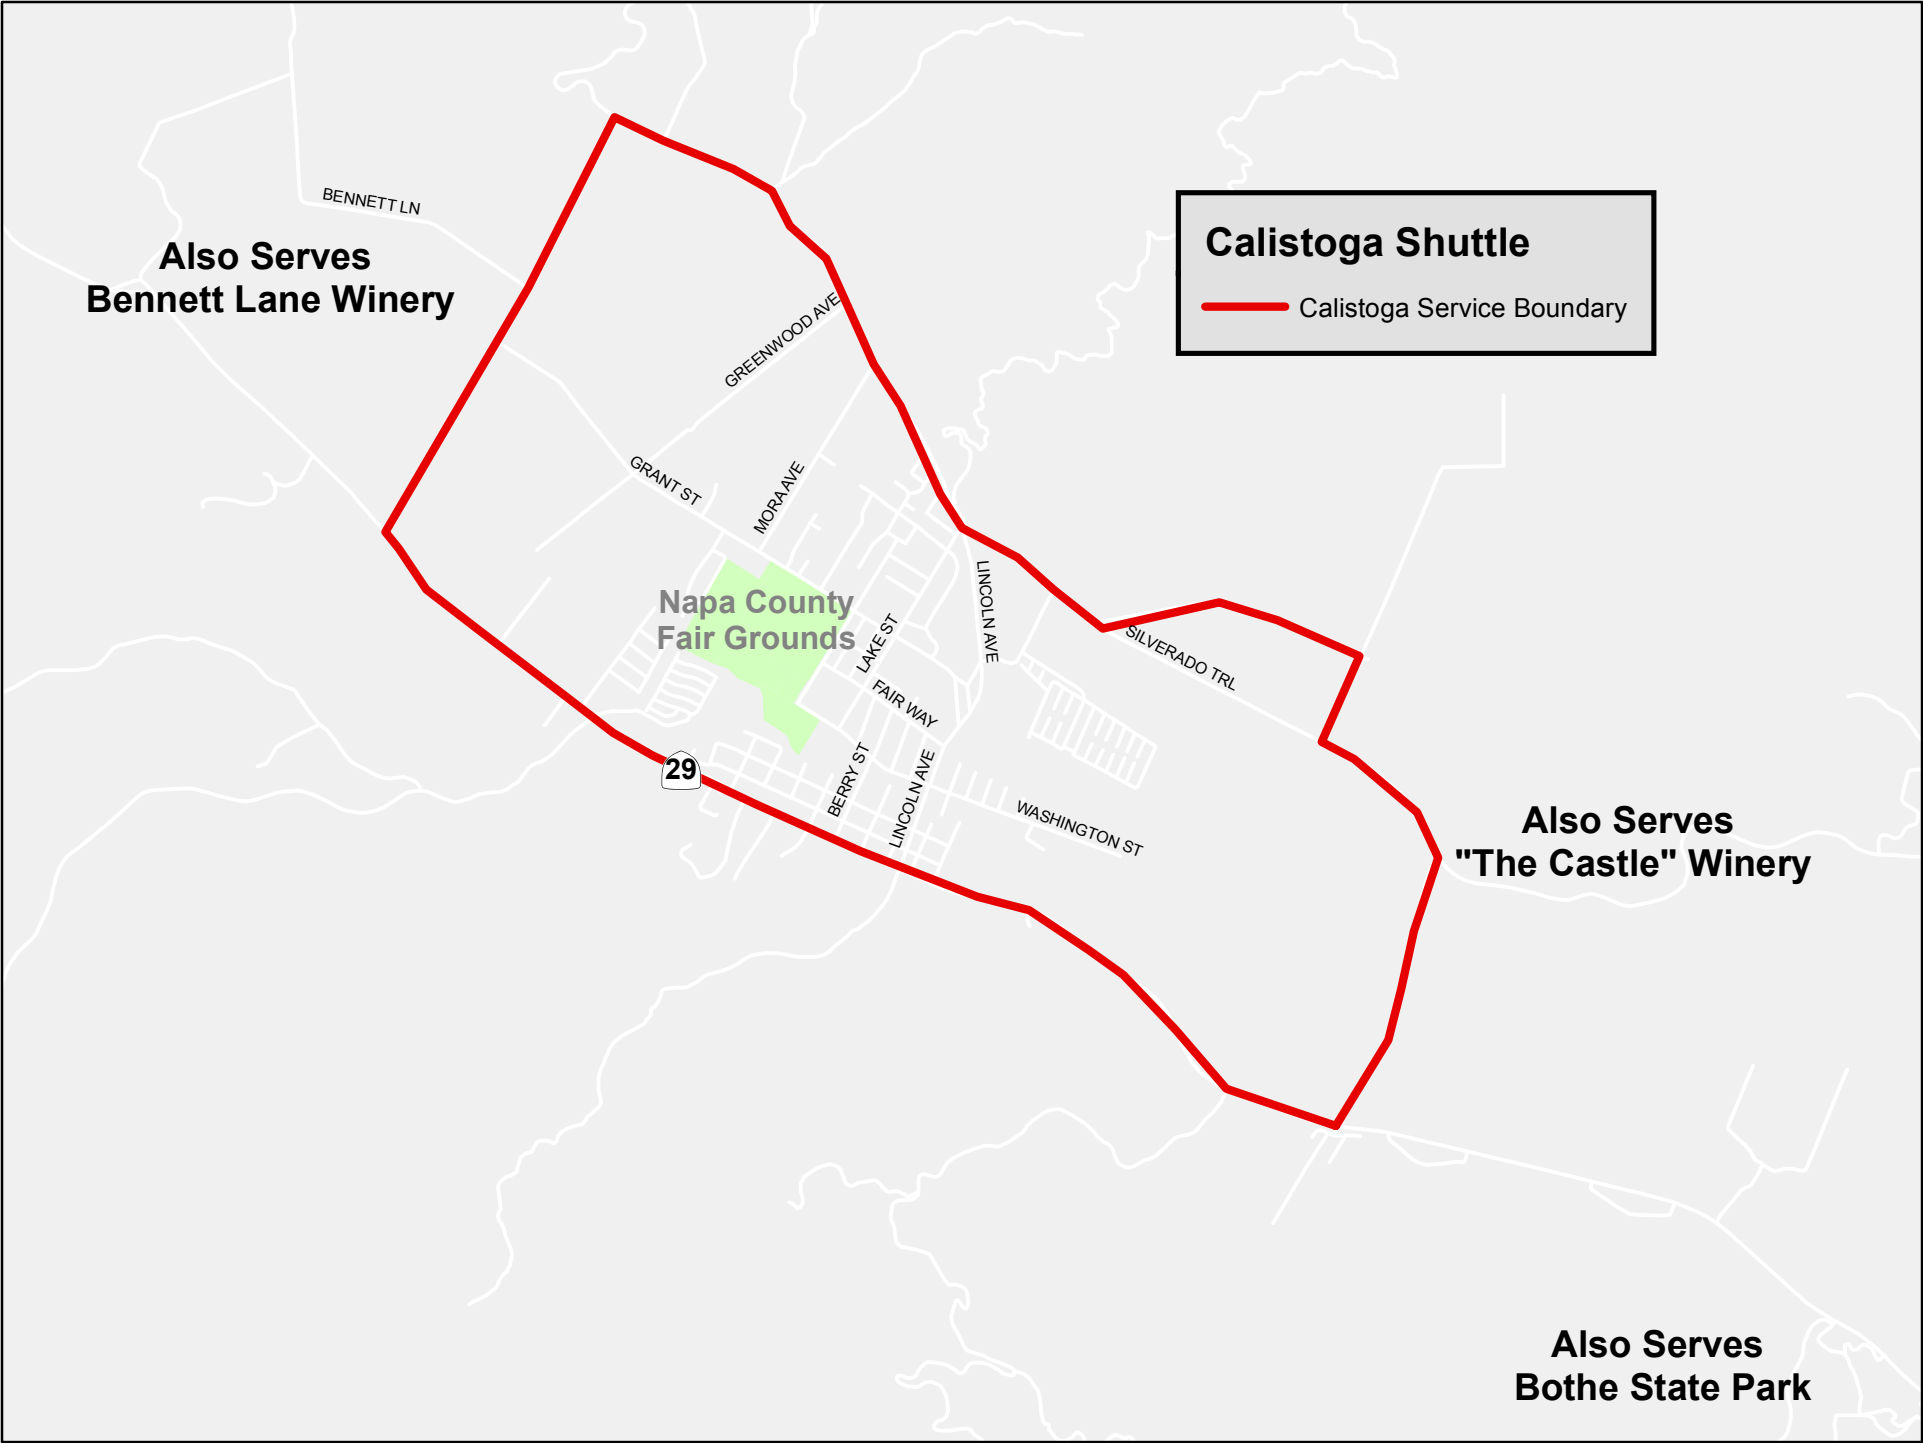 BENNETT LN
Also Serves
Bennett Lane Winery
Calistoga Shuttle
Calistoga Service Boundary
GREENWOOD AVE
GRANT ST
MORA AVE
LINCOLN AVE
Napa County
Fair Grounds
LAKE ST
SILVERADO TRL
FAIR WAY
29
BERRY ST
LINCOLN AVE
WASHINGTON ST
Also Serves
"The Castle" Winery
Also Serves
Bothe State Park